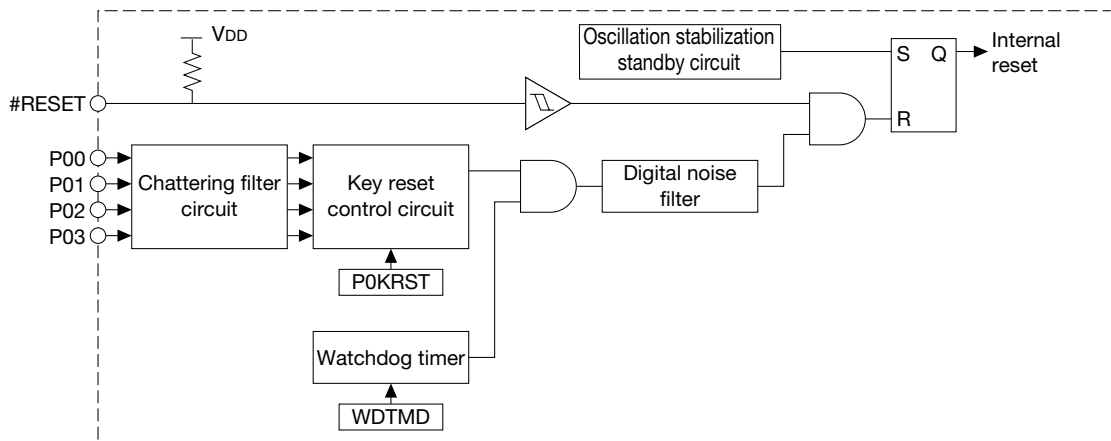 VDD
Oscillation stabilization
standby circuit
S Q
Internal
reset
#RESET
R
P00
P01
P02
P03
Chattering filter
circuit
Key reset
control circuit
Digital noise
filter
P0KRST
Watchdog timer
WDTMD